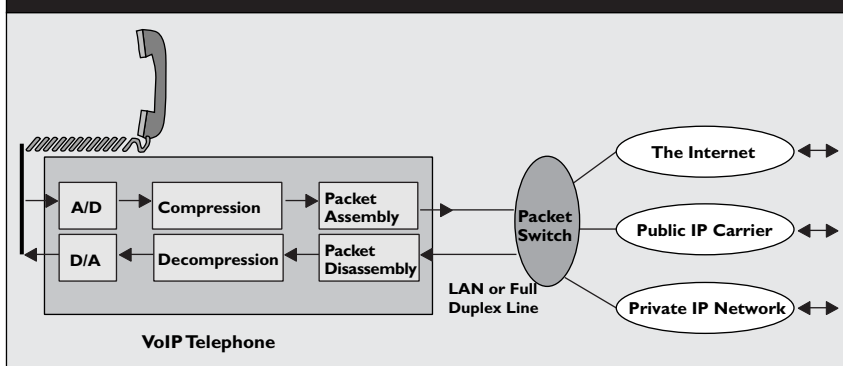 The Internet
A/D
Compression
Packet
Assembly
Packet
Switch
Public IP Carrier
D/A
Decompression
Packet
Disassembly
LAN or Full
Duplex Line
Private IP Network
VoIP Telephone